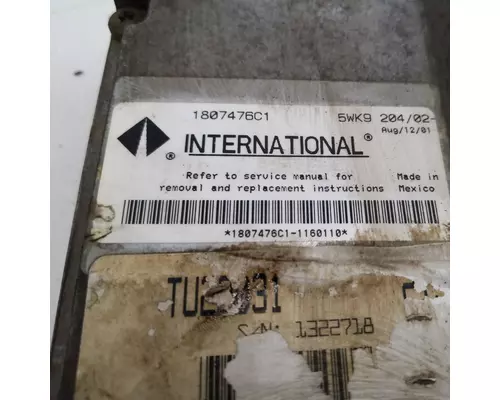 1807476C1 5WK9 204/02-
Aug/12/01
® INTERNATIONAL®
Refer to service manual for Made in
removal and replacement instructions Mexico
*1807476C1-1160110*
S/N: 1322718